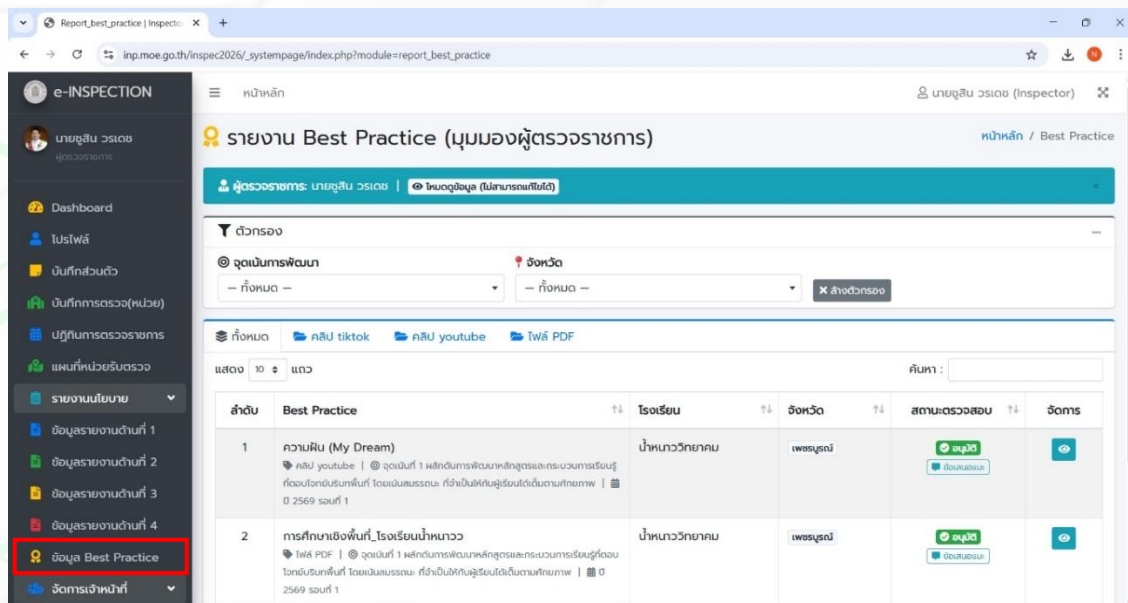 Report_best_practice | Inspecto
inp.moe.go.th/inspec2026/_systempage/index.php?module=report_best_practice
N
e-INSPECTION
หน้าหลัก
นายชูสิน วรเดช (Inspector)
นายชูสิน วรเดช
ผู้ตรวจราชการ
รายงาน Best Practice (มุมมองผู้ตรวจราชการ)
หน้าหลัก / Best Practice
ผู้ตรวจราชการ: นายชูสิน วรเดช | โหมดดูข้อมูล (ไม่สามารถแก้ไขได้)
×
Dashboard
โปรไฟล์
บันทึกส่วนตัว
บันทึกการตรวจ(หน่วย)
ปฏิทินการตรวจราชการ
แผนที่หน่วยรับตรวจ
รายงานนโยบาย
ข้อมูลรายงานด้านที่ 1
ข้อมูลรายงานด้านที่ 2
ข้อมูลรายงานด้านที่ 3
ข้อมูลรายงานด้านที่ 4
ข้อมูล Best Practice
จัดการเจ้าหน้าที่
ตัวกรอง
จุดเน้นการพัฒนา
จังหวัด
— ทั้งหมด —
— ทั้งหมด —
ล้างตัวกรอง
ทั้งหมด
คลิป tiktok
คลิป youtube
ไฟล์ PDF
แสดง 10 แถว
ค้นหา :
ลำดับ Best Practice โรงเรียน จังหวัด สถานะตรวจสอบ จัดการ
1 ความฝัน (My Dream) น้ำหนาววิทยาคม เพชรบูรณ์ อนุมัติ
ข้อเสนอแนะ
คลิป youtube | จุดเน้นที่ 1 ผลักดันการพัฒนาหลักสูตรและกระบวนการเรียนรู้
ที่ตอบโจทย์บริบทพื้นที่ โดยเน้นสมรรถนะ ที่จำเป็นให้กับผู้เรียนได้เต็มตามศักยภาพ |
ปี 2569 รอบที่ 1
2 การศึกษาเชิงพื้นที่_โรงเรียนน้ำหนาวว น้ำหนาววิทยาคม เพชรบูรณ์ อนุมัติ
ข้อเสนอแนะ
ไฟล์ PDF | จุดเน้นที่ 1 ผลักดันการพัฒนาหลักสูตรและกระบวนการเรียนรู้ที่ตอบ
โจทย์บริบทพื้นที่ โดยเน้นสมรรถนะ ที่จำเป็นให้กับผู้เรียนได้เต็มตามศักยภาพ | ปี
2569 รอบที่ 1